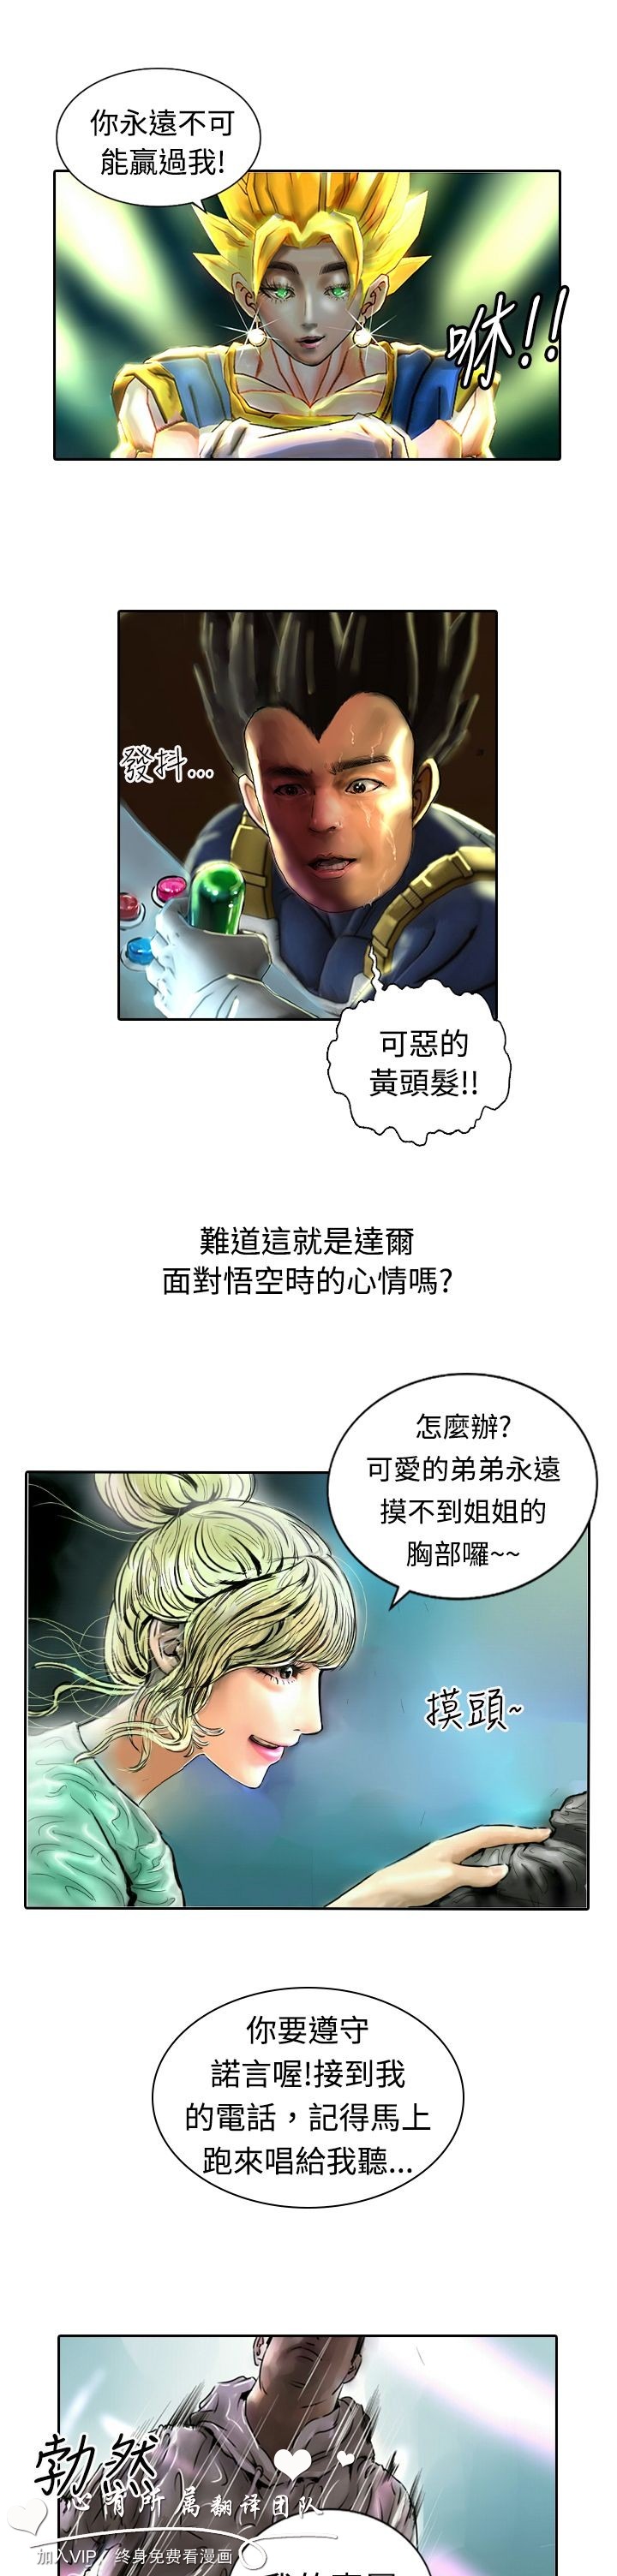 你永遠不可
能贏過我!
咻!!
發抖...
可惡的
黃頭髮!!
難道這就是達爾
面對悟空時的心情嗎?
怎麼辦?
可愛的弟弟永遠
摸不到姐姐的
胸部囉~~
摸頭~
你要遵守
諾言喔!接到我
的電話，記得馬上
跑來唱給我聽...
勃然
心有所属翻译团队
加入VIP，终身免费看漫画